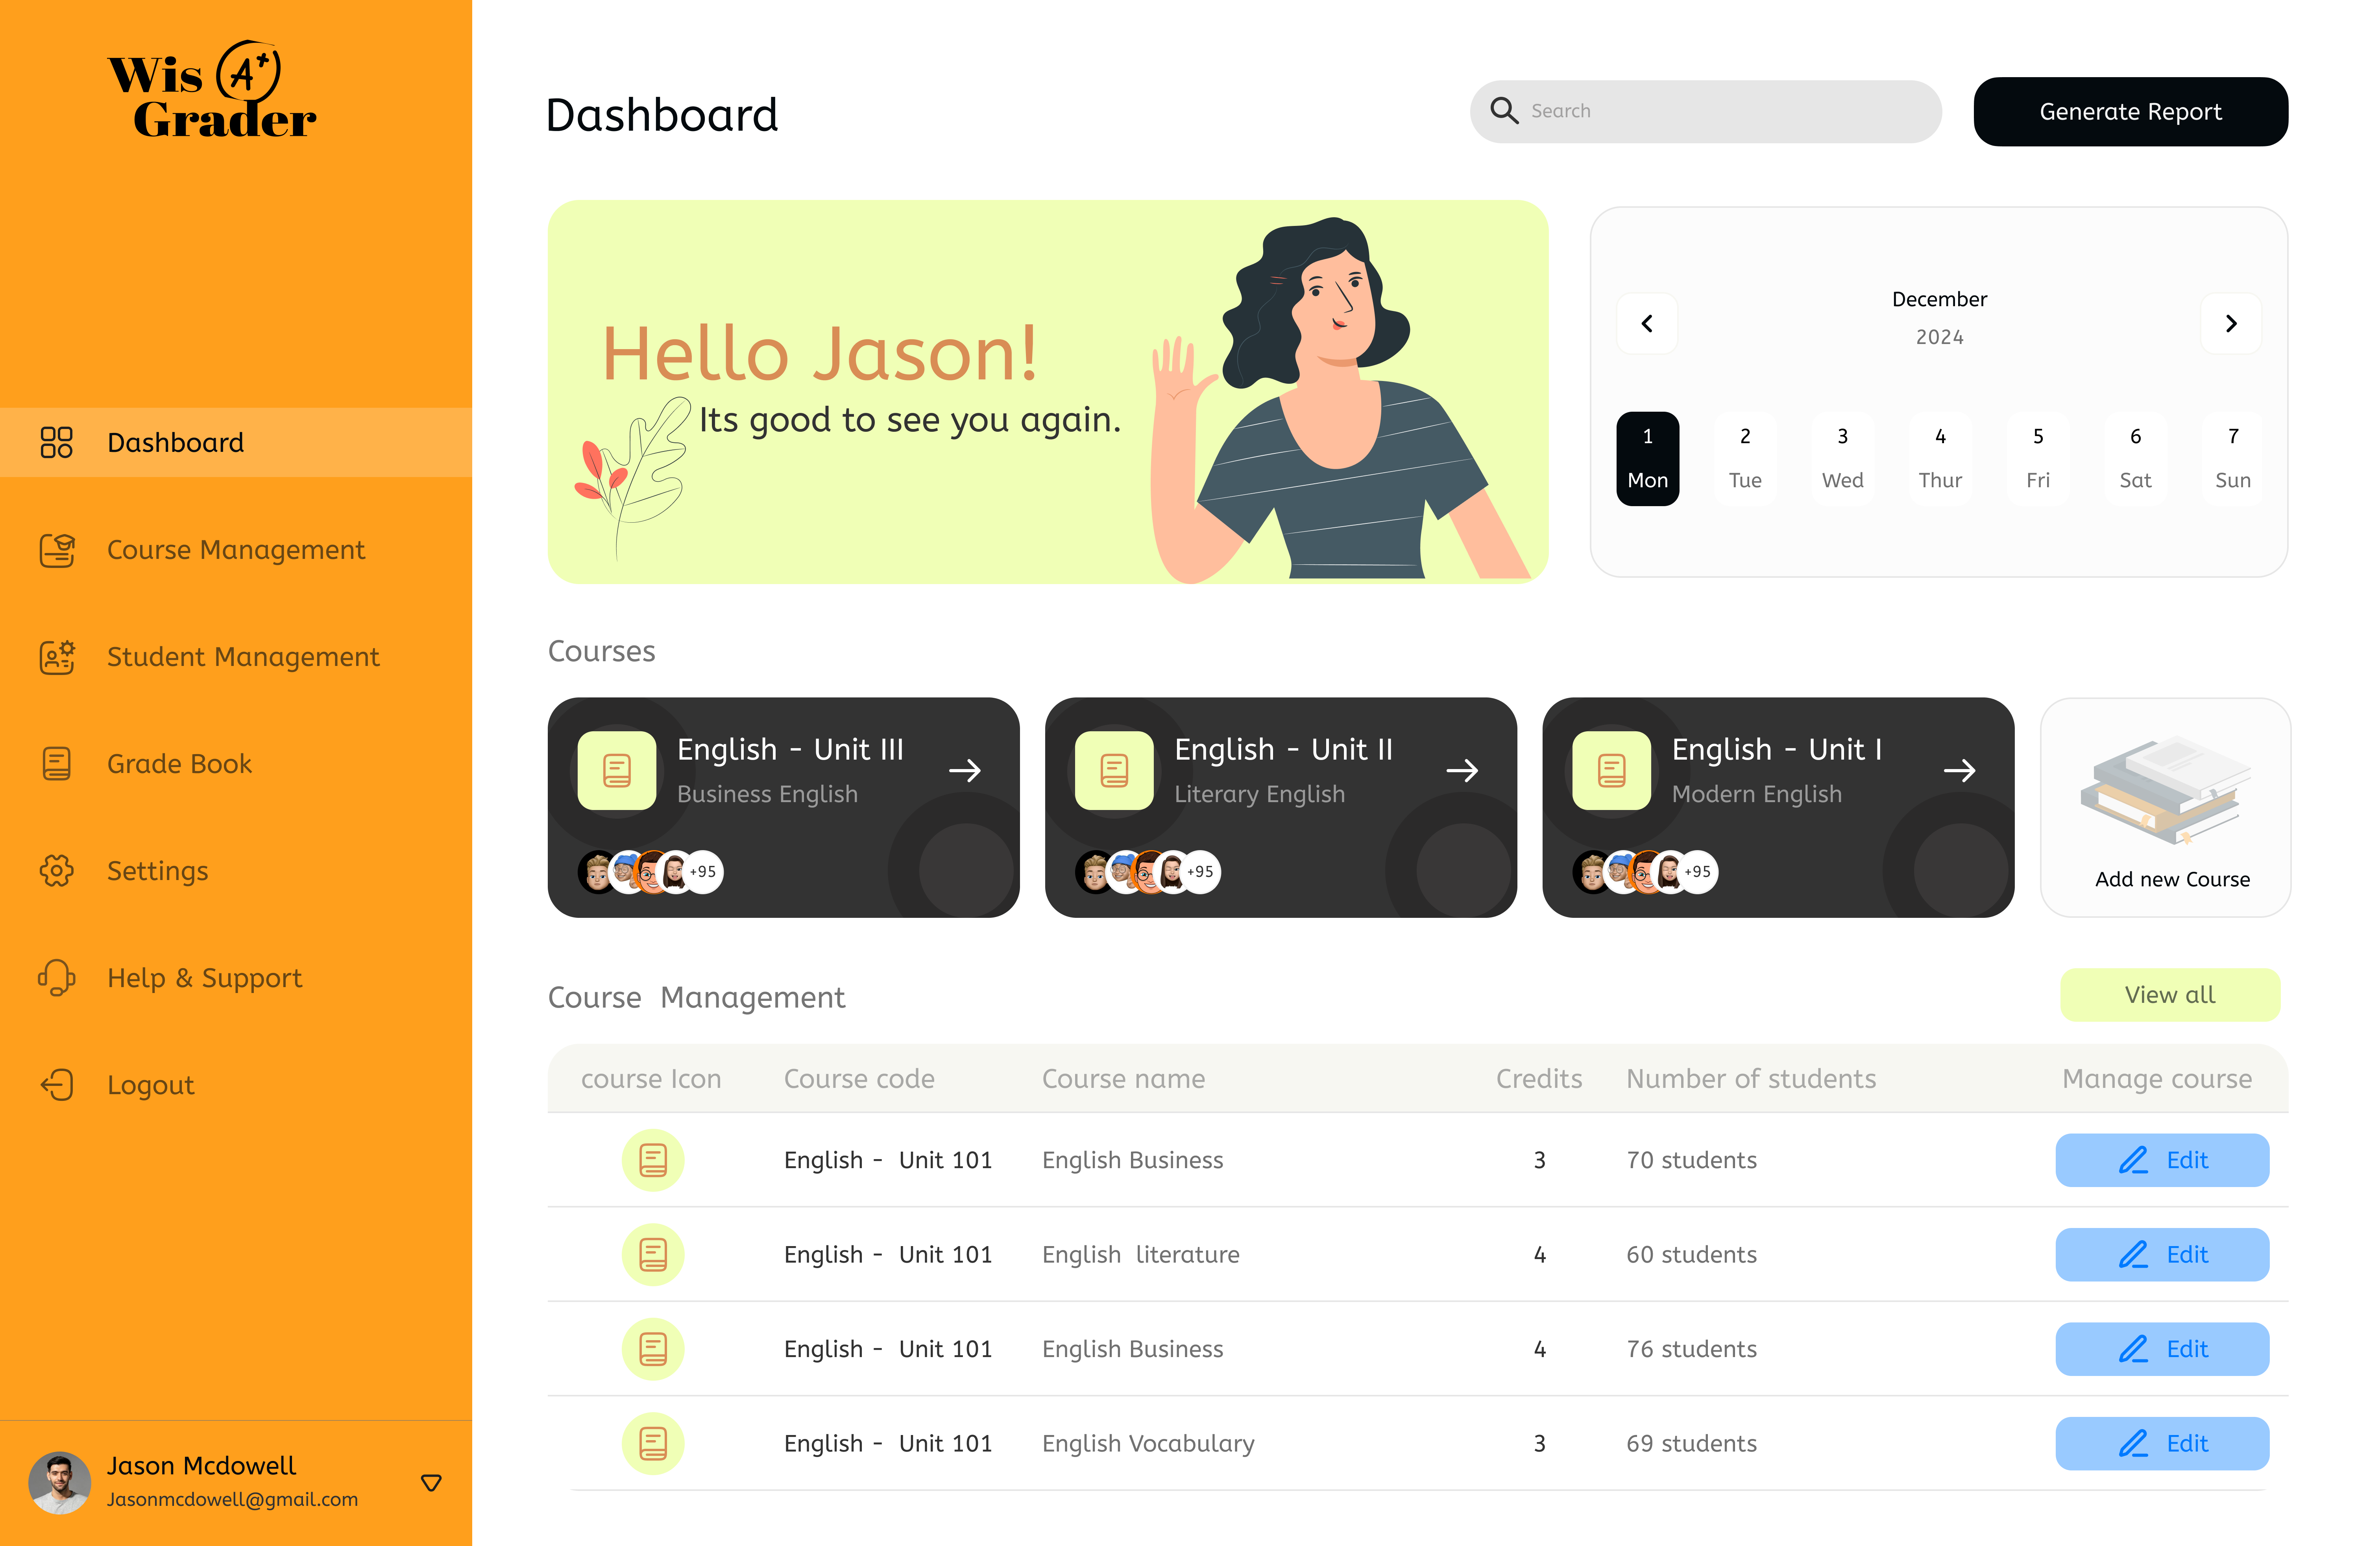 Wis A+
Grader
Dashboard
Course Management
Student Management
Grade Book
Settings
Help & Support
Logout
Jason Mcdowell
Jasonmcdowell@gmail.com
Dashboard
Search
Generate Report
Hello Jason!
Its good to see you again.
December
2024
1 2 3 4 5 6 7
Mon Tue Wed Thur Fri Sat Sun
Courses
English - Unit III
Business English
+95
English - Unit II
Literary English
+95
English - Unit I
Modern English
+95
Add new Course
Course Management
View all
course Icon Course code Course name Credits Number of students Manage course
English - Unit 101 English Business 3 70 students Edit
English - Unit 101 English literature 4 60 students Edit
English - Unit 101 English Business 4 76 students Edit
English - Unit 101 English Vocabulary 3 69 students Edit